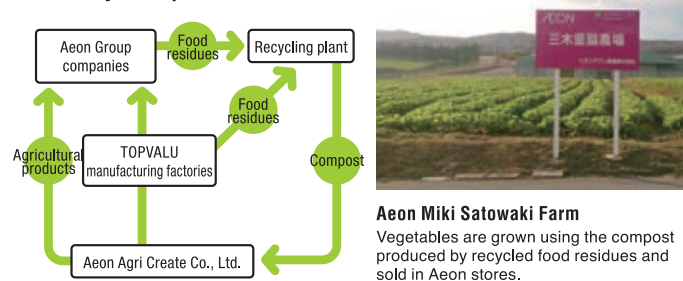 Aeon Group
companies
Food
residues
Recycling plant
Food
residues
Agricultural
products
TOPVALU
manufacturing factories
Compost
Aeon Agri Create Co., Ltd.
ÆON
三木里脇農場
Aeon Miki Satowaki Farm
Vegetables are grown using the compost
produced by recycled food residues and
sold in Aeon stores.